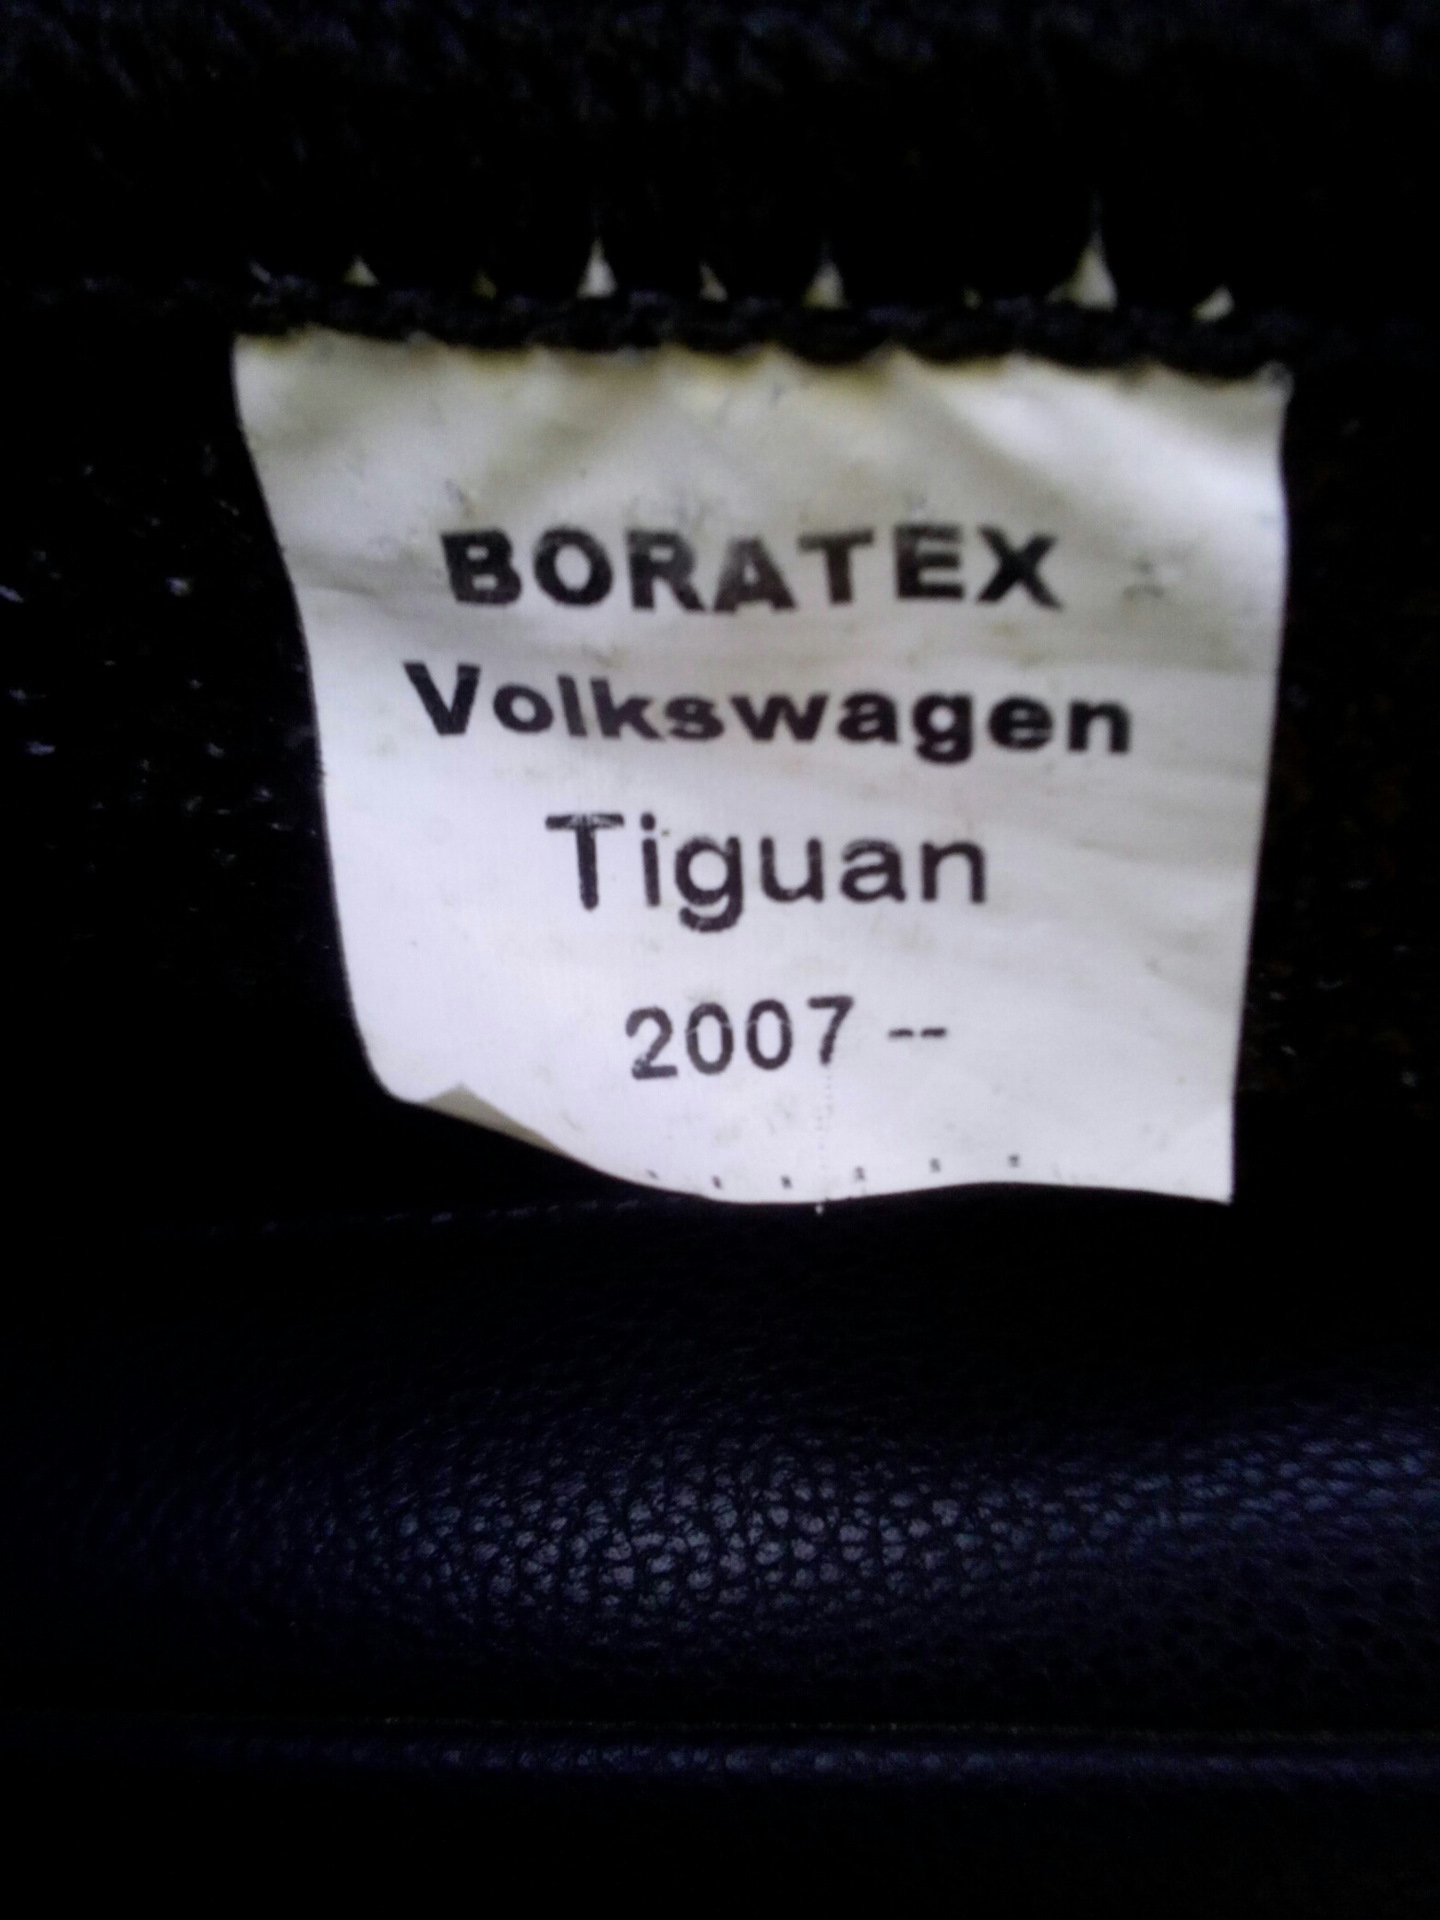 BORATEX
Volkswagen
Tiguan
2007 --